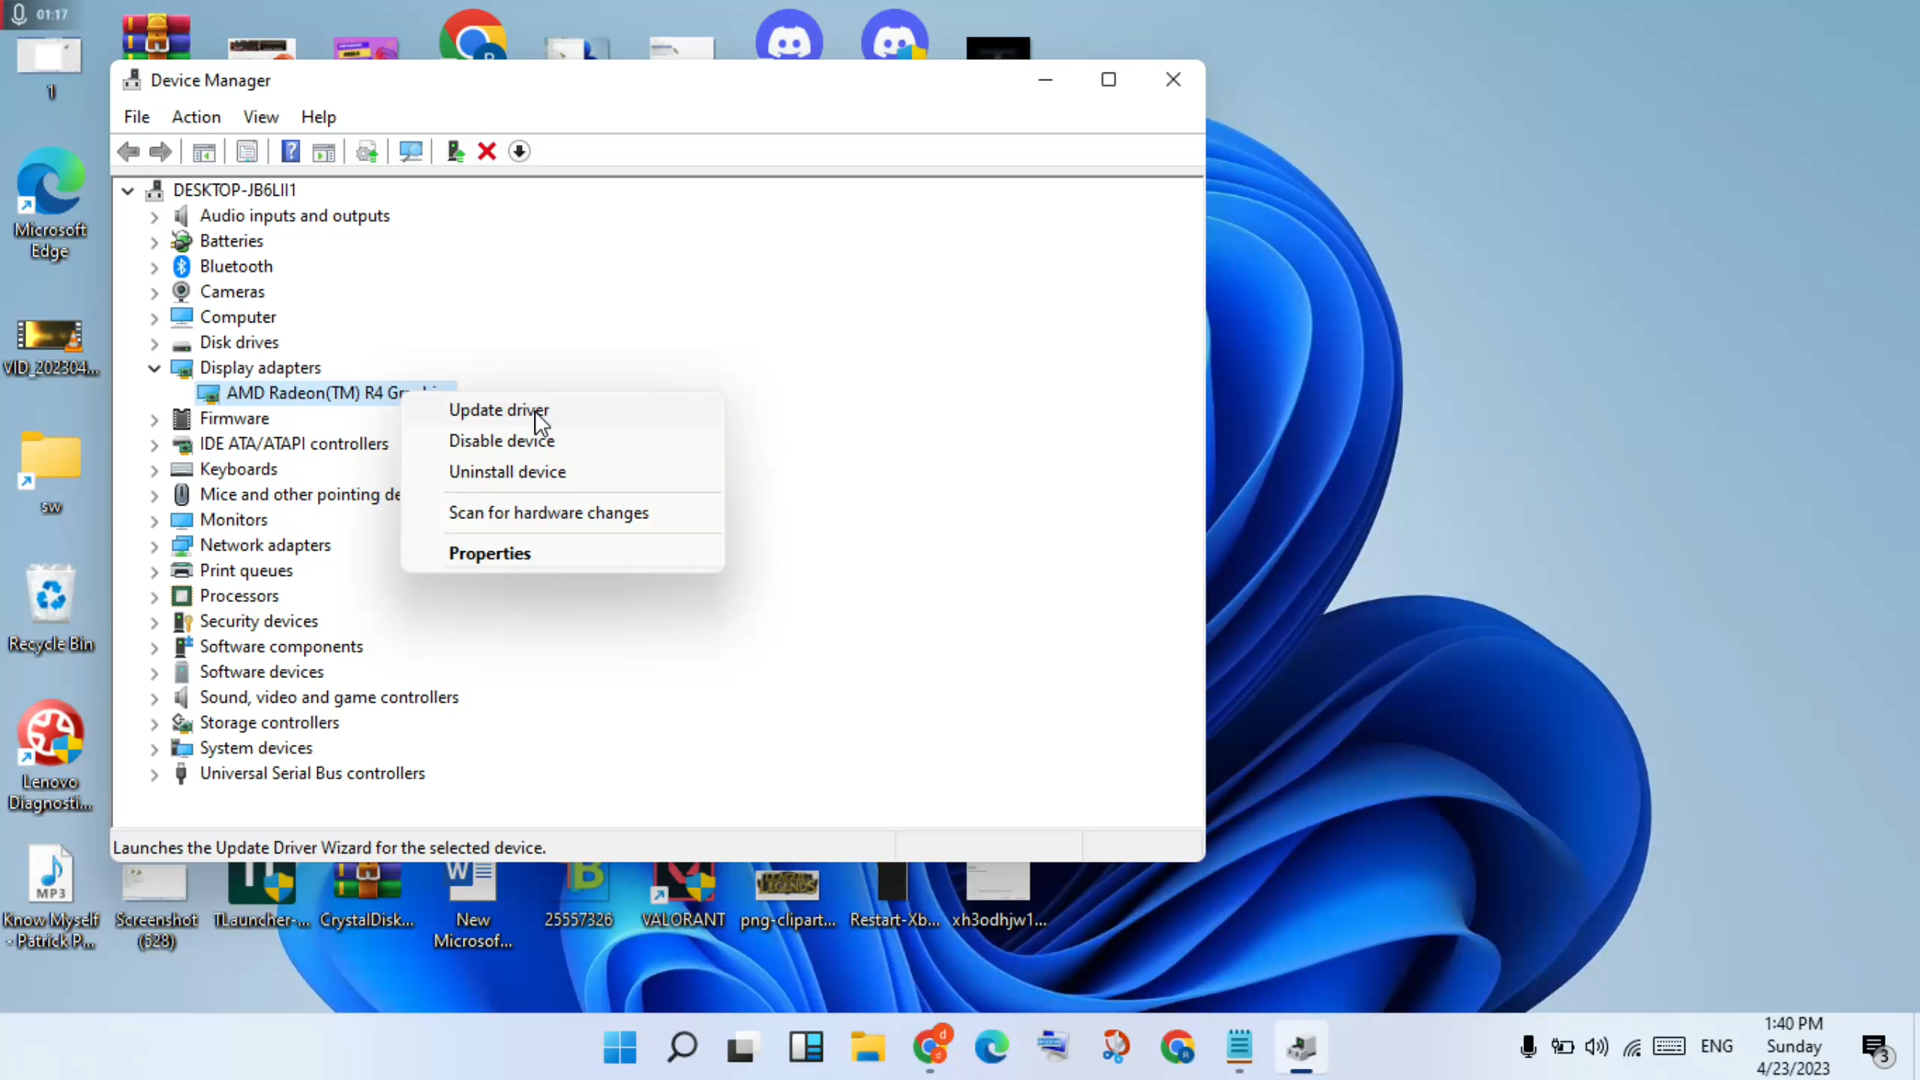 01:17
1
Microsoft
Edge
VID_202304...
sw
Recycle Bin
Lenovo
Diagnosti...
MP3
Know Myself
- Patrick P...
Device Manager
File Action View Help
DESKTOP-JB6LII1
Audio inputs and outputs
Batteries
Bluetooth
Cameras
Computer
Disk drives
Display adapters
AMD Radeon(TM) R4
Firmware
IDE ATA/ATAPI controllers
Keyboards
Mice and other pointing de
Monitors
Network adapters
Print queues
Processors
Security devices
Software components
Software devices
Sound, video and game controllers
Storage controllers
System devices
Universal Serial Bus controllers
Update driver
Disable device
Uninstall device
Scan for hardware changes
Properties
Launches the Update Driver Wizard for the selected device.
Screenshot
(528)
TLauncher-...
CrystalDisk...
New
Microsof...
25557326
VALORANT
png-clipart...
Restart-Xb...
xh3odhjw1...
ENG
1:40 PM
Sunday
4/23/2023
3